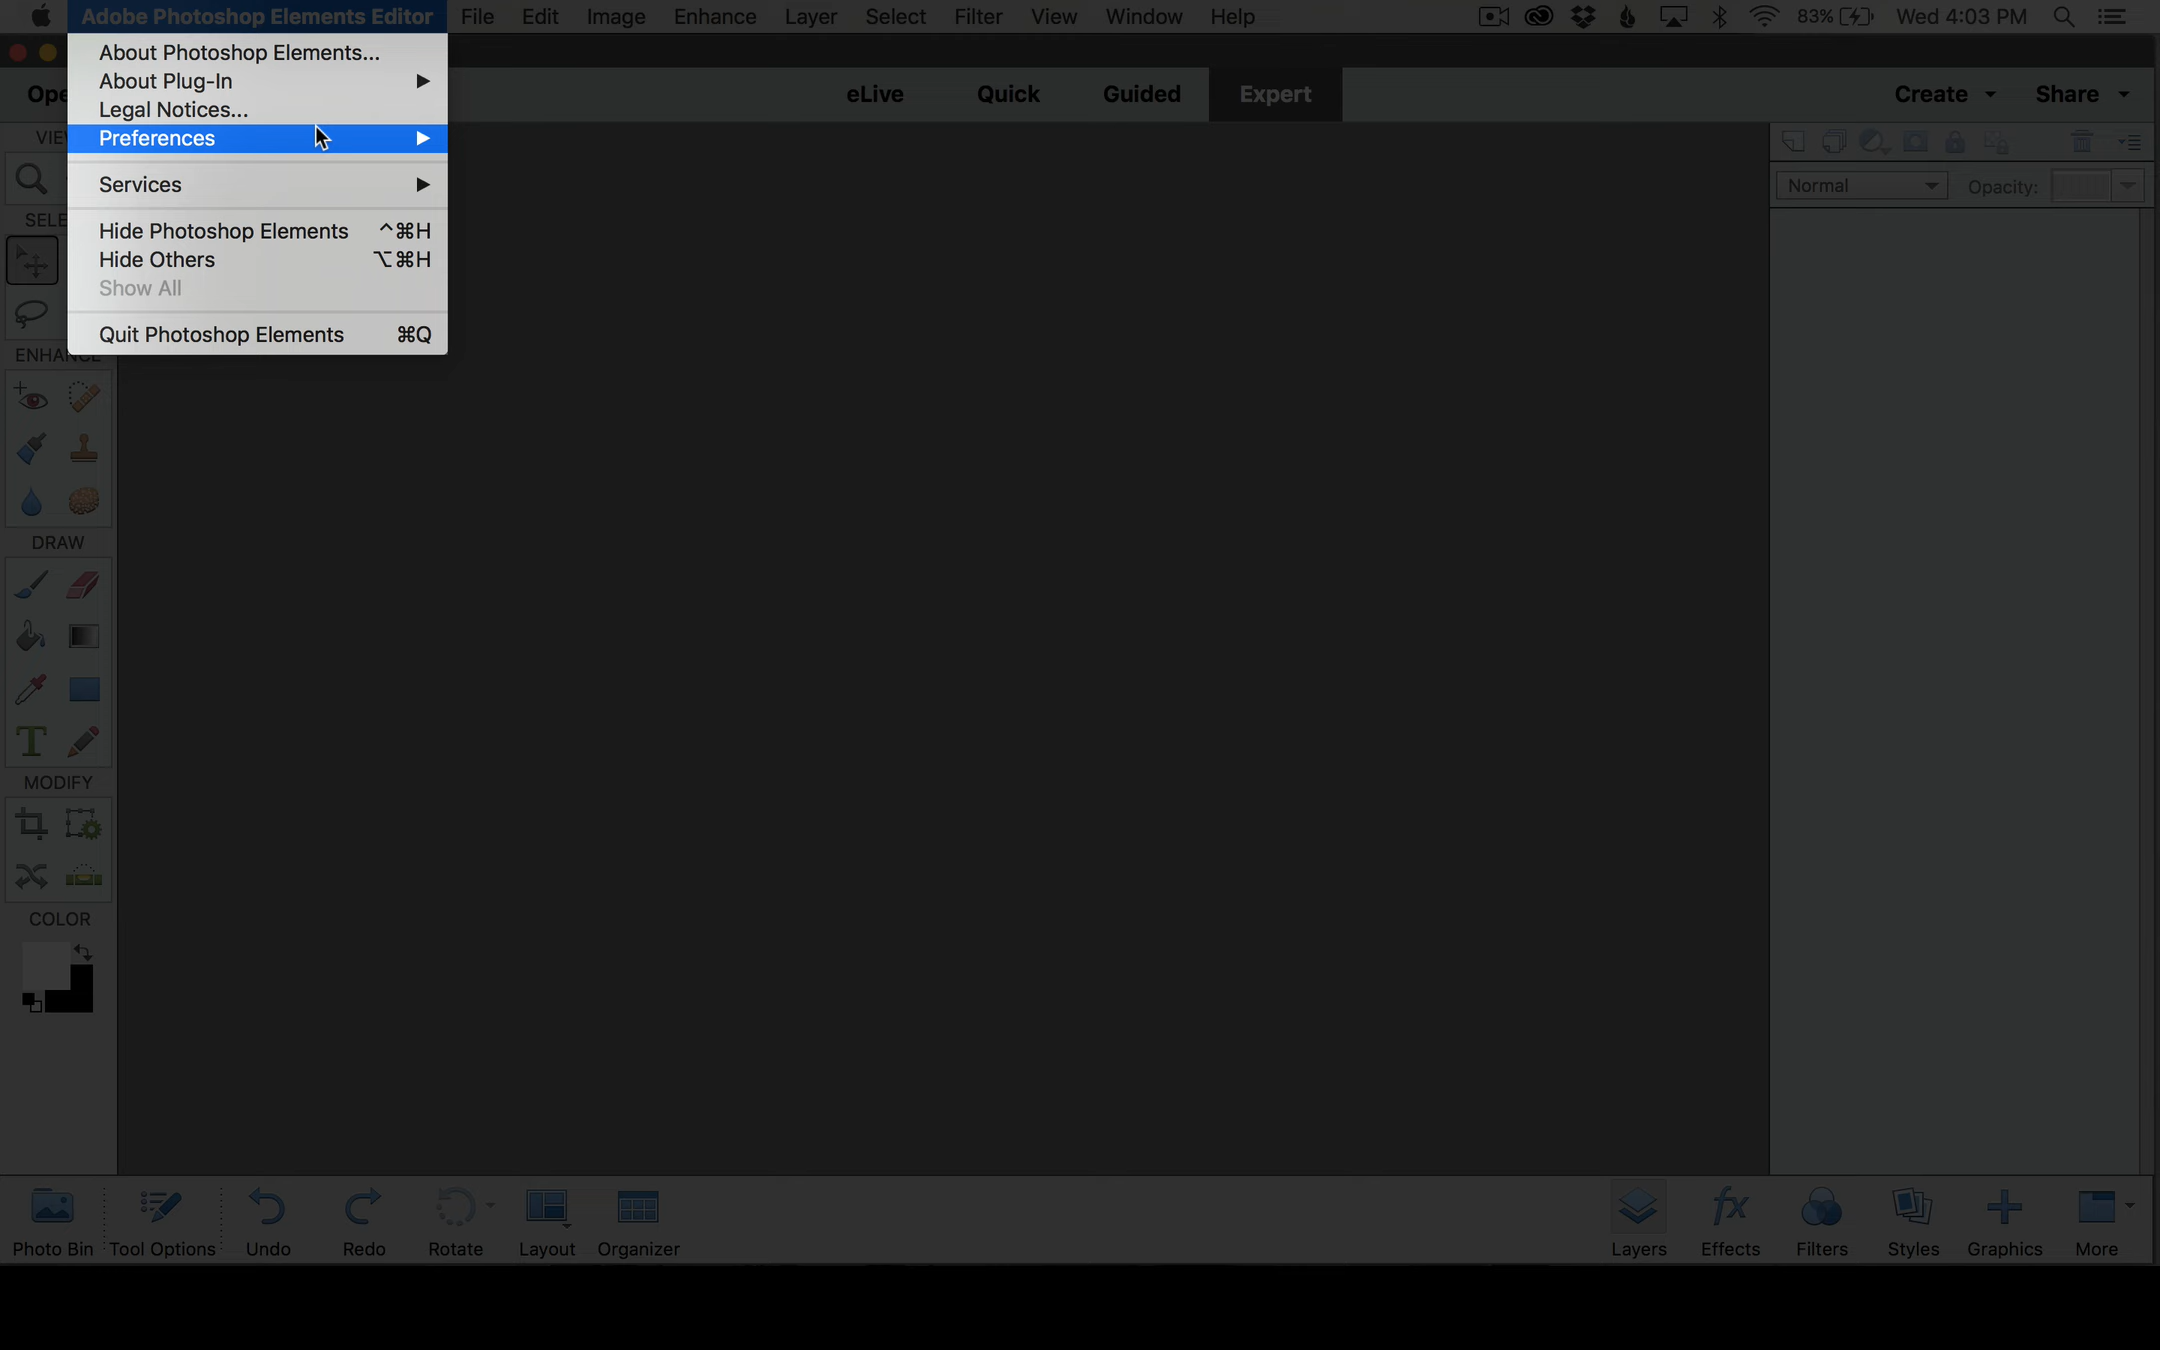 Adobe Photoshop Elements Editor File Edit Image Enhance Layer Select Filter View Window Help 83% Wed 4:03 PM
About Photoshop Elements...
About Plug-In
Legal Notices...
Preferences
Services
Hide Photoshop Elements ^⌘H
Hide Others ⌥⌘H
Show All
Quit Photoshop Elements ⌘Q
eLive Quick Guided Expert Create Share
Normal Opacity:
ENHANCE
DRAW
MODIFY
COLOR
Photo Bin Tool Options Undo Redo Rotate Layout Organizer Layers Effects Filters Styles Graphics More